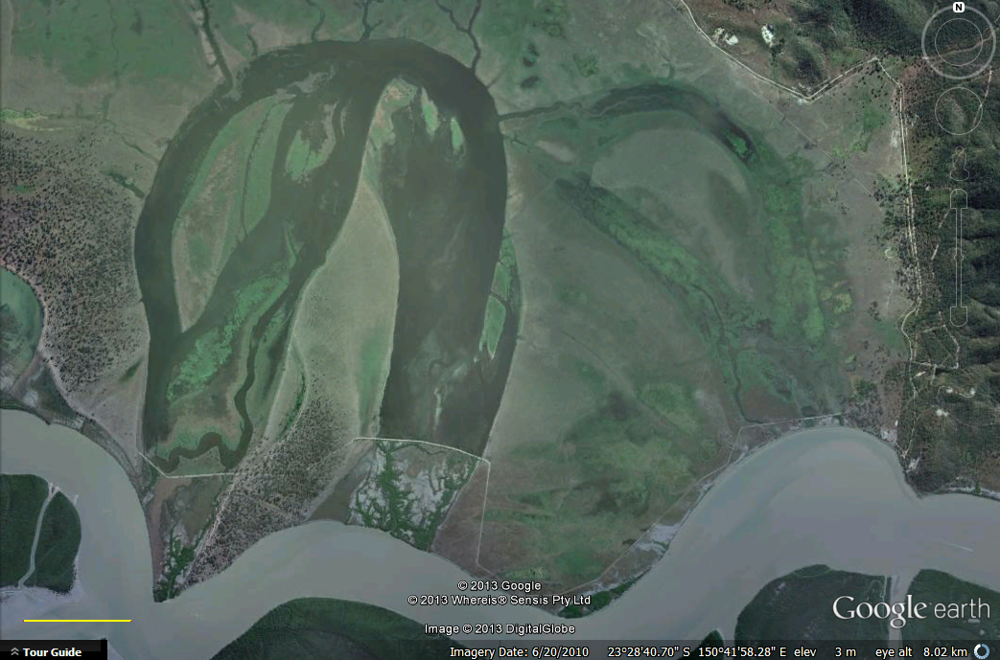 N
© 2013 Google
© 2013 Whereis® Sensis Pty Ltd
Image © 2013 DigitalGlobe
Google earth
Tour Guide
Imagery Date: 6/20/2010 23°28'40.70" S 150°41'58.28" E elev 3 m eye alt 8.02 km